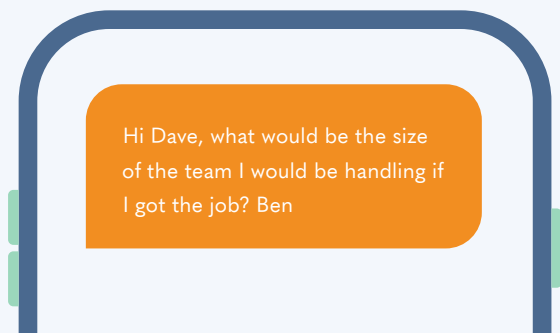 Hi Dave, what would be the size
of the team I would be handling if
I got the job? Ben